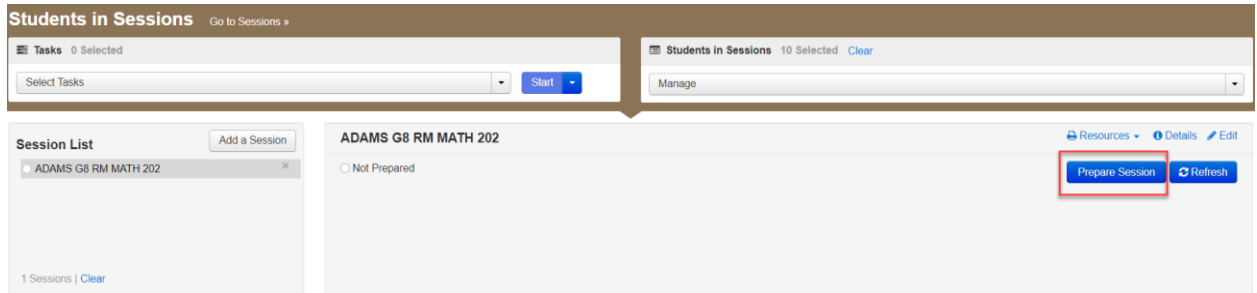 Students in Sessions Go to Sessions »
Tasks 0 Selected
Select Tasks
Start
Students in Sessions 10 Selected Clear
Manage
Session List Add a Session
ADAMS G8 RM MATH 202 ×
1 Sessions | Clear
ADAMS G8 RM MATH 202 Resources Details Edit
Not Prepared Prepare Session Refresh